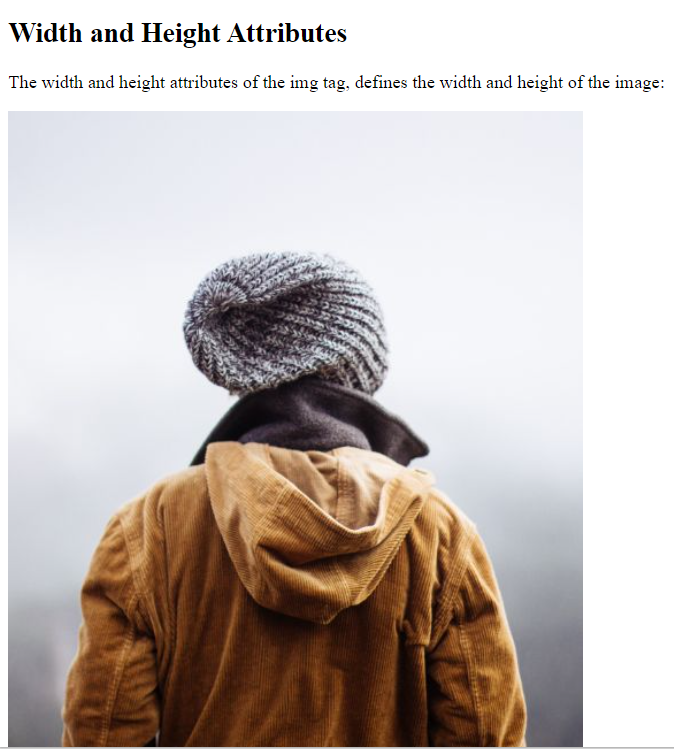 Width and Height Attributes
The width and height attributes of the img tag, defines the width and height of the image: